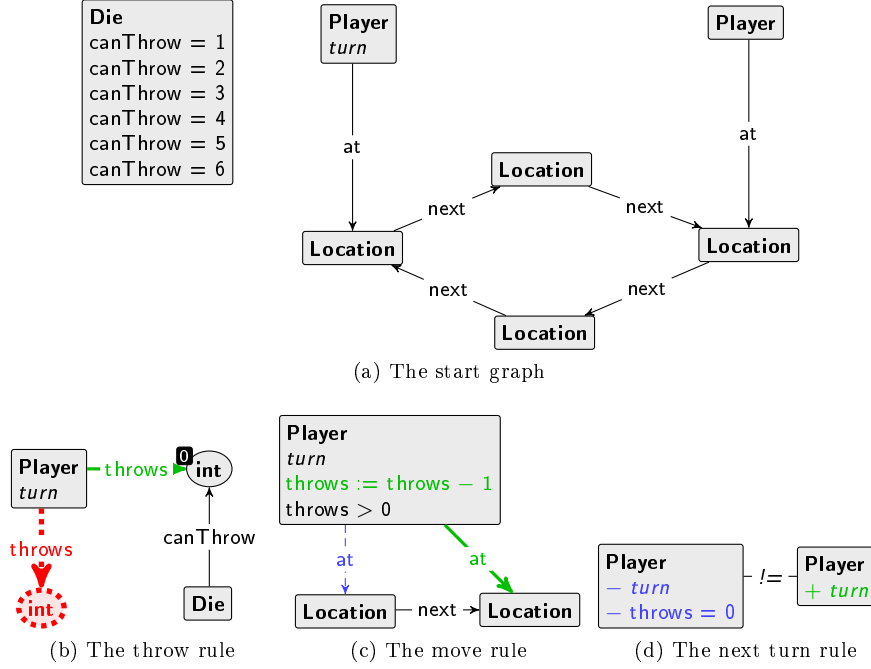 Die
canThrow = 1
canThrow = 2
canThrow = 3
canThrow = 4
canThrow = 5
canThrow = 6
Player
turn
Player
at
at
Location
next
next
Location
Location
next
next
Location
(a) The start graph
Player
turn
throws
0
int
throws
canThrow
int
Die
(b) The throw rule
Player
turn
throws := throws − 1
throws > 0
at
at
Location
next
Location
(c) The move rule
Player
− turn
− throws = 0
!=
Player
+ turn
(d) The next turn rule